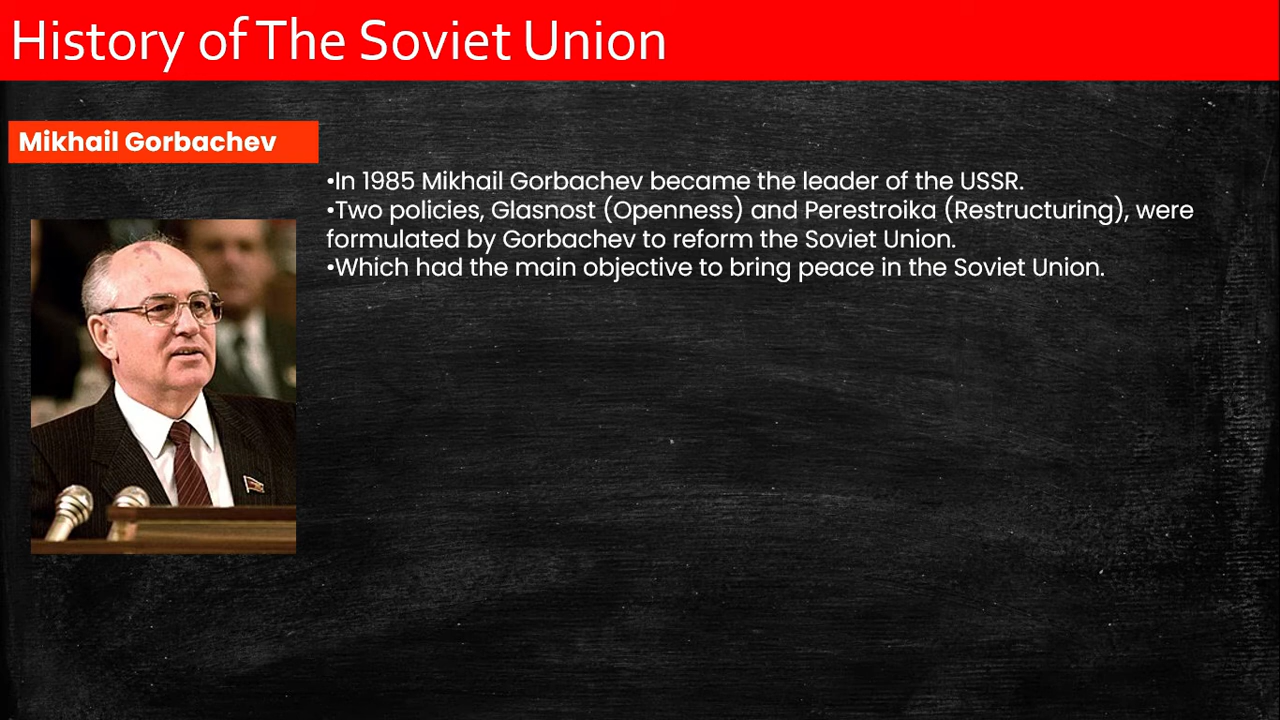 History of The Soviet Union
Mikhail Gorbachev
•In 1985 Mikhail Gorbachev became the leader of the USSR.
•Two policies, Glasnost (Openness) and Perestroika (Restructuring), were
formulated by Gorbachev to reform the Soviet Union.
•Which had the main objective to bring peace in the Soviet Union.